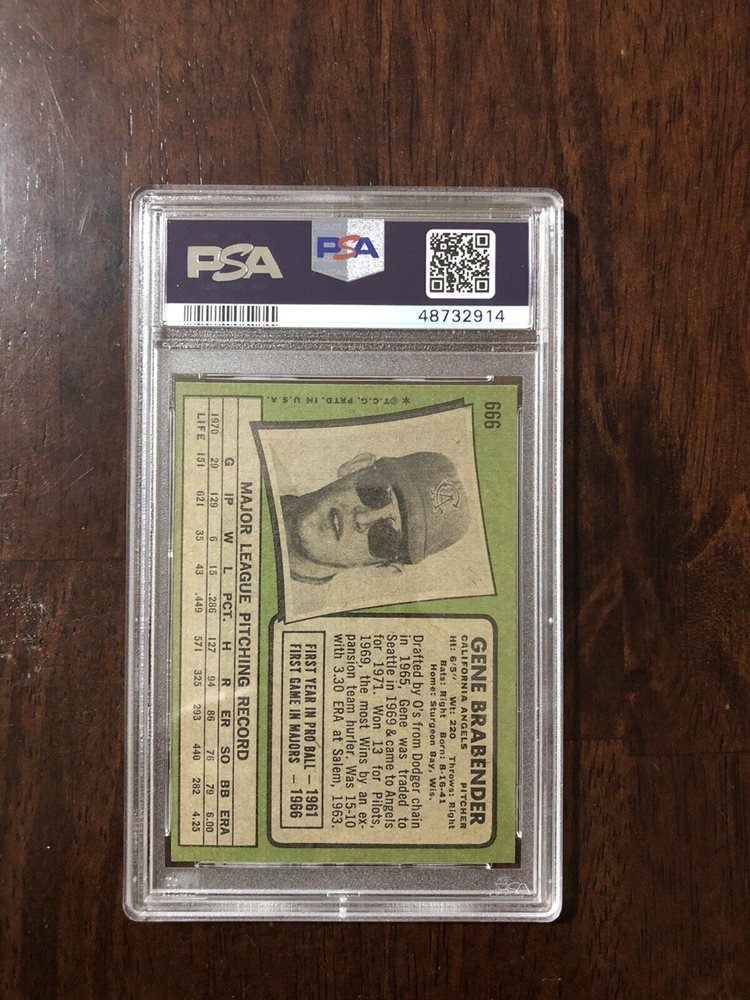 PSA
PSA
48732914
666
GENE BRABENDER
CALIFORNIA ANGELS PITCHER
Ht: 6'5" Wt: 220 Throws: Right
Bats: Right Born: 8-16-41
Home: Sturgeon Bay, Wis.
Drafted by O's from Dodger chain
in 1965, Gene was traded to
Seattle in 1969 & came to Angels
for 1971. Won 13 for Pilots,
1969, the most Wins by an ex-
pansion team hurler. Was 15-10
with 3.30 ERA at Salem, 1963.
FIRST YEAR IN PRO BALL — 1961
FIRST GAME IN MAJORS — 1966
CA
MAJOR LEAGUE PITCHING RECORD
G IP W L PCT. H R ER SO BB ERA
1970 29 129 6 15 .286 127 94 86 76 79 6.00
LIFE 151 621 35 43 .449 571 325 293 440 282 4.25
*©T.C.G. PRTD. IN U.S.A.
PSA